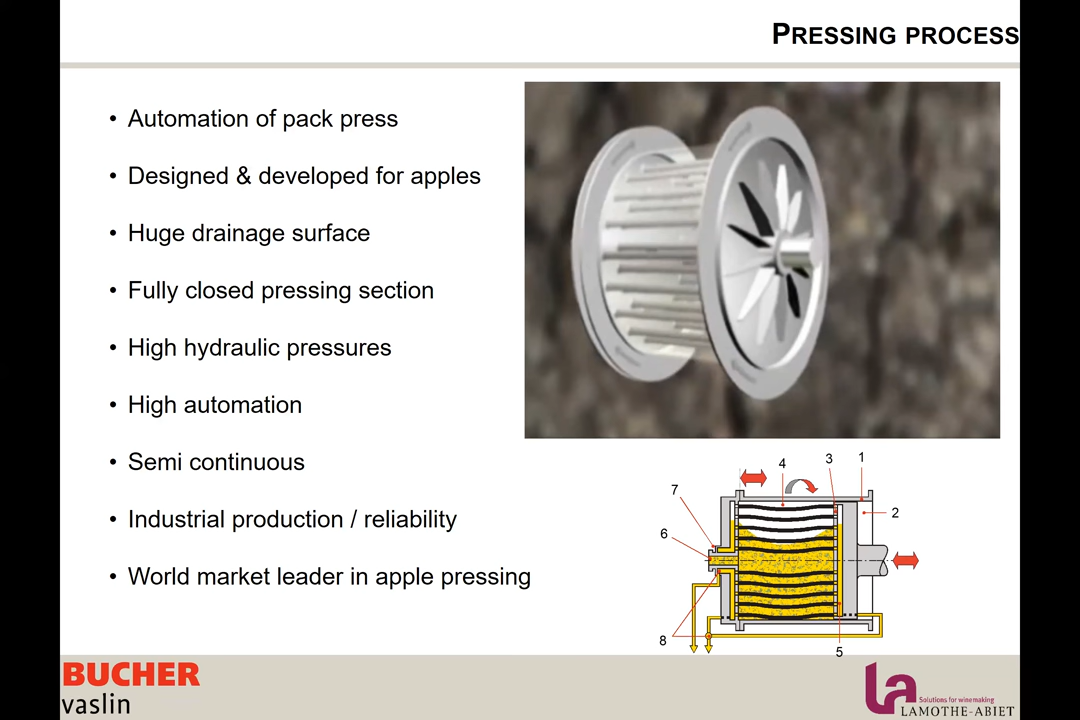 PRESSING PROCESS
• Automation of pack press
• Designed & developed for apples
• Huge drainage surface
• Fully closed pressing section
• High hydraulic pressures
• High automation
• Semi continuous
• Industrial production / reliability
• World market leader in apple pressing
4
3
1
7
2
6
8
5
BUCHER
vaslin
la
Solutions for winemaking
LAMOTHE-ABIET